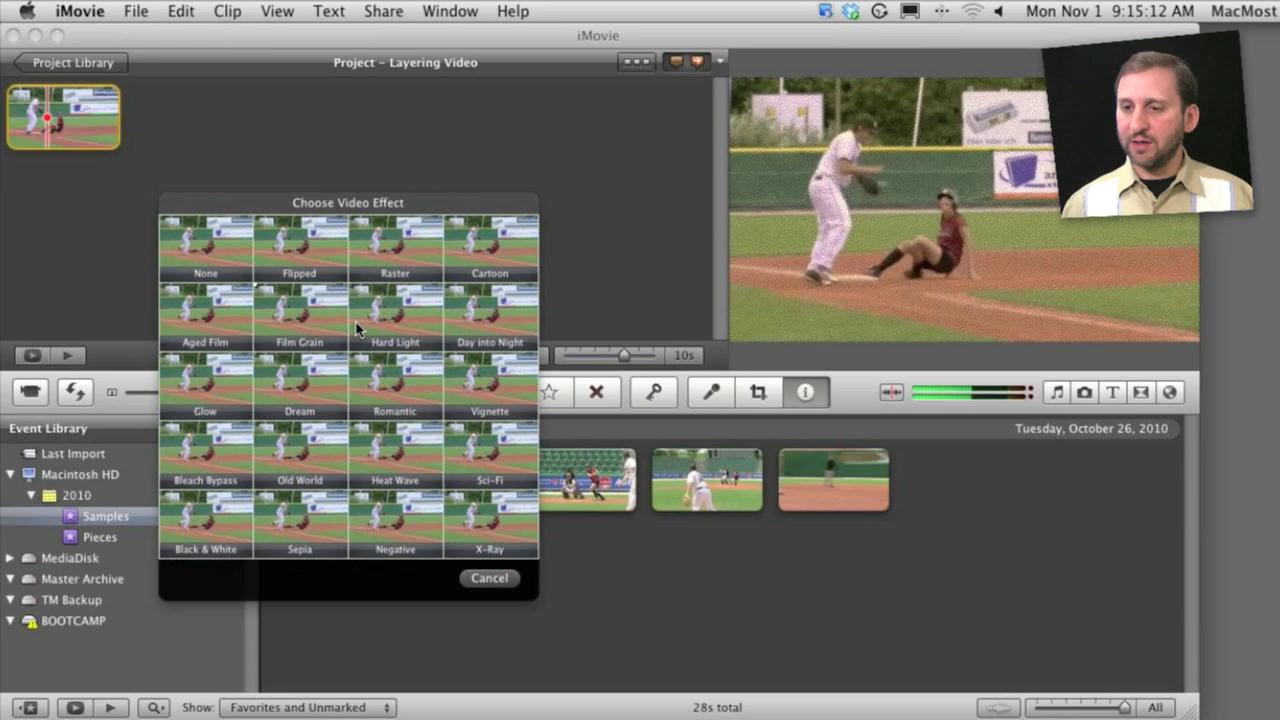 iMovie File Edit Clip View Text Share Window Help Mon Nov 1 9:15:12 AM MacMost
iMovie
Project Library
Project - Layering Video
Choose Video Effect
None Flipped Raster Cartoon
Aged Film Film Grain Hard Light Day into Night
Glow Dream Romantic Vignette
Bleach Bypass Old World Heat Wave Sci-Fi
Black & White Sepia Negative X-Ray
Cancel
10s
Event Library
Tuesday, October 26, 2010
Last Import
Macintosh HD
2010
Samples
Pieces
MediaDisk
Master Archive
TM Backup
BOOTCAMP
Show: Favorites and Unmarked
28s total
All